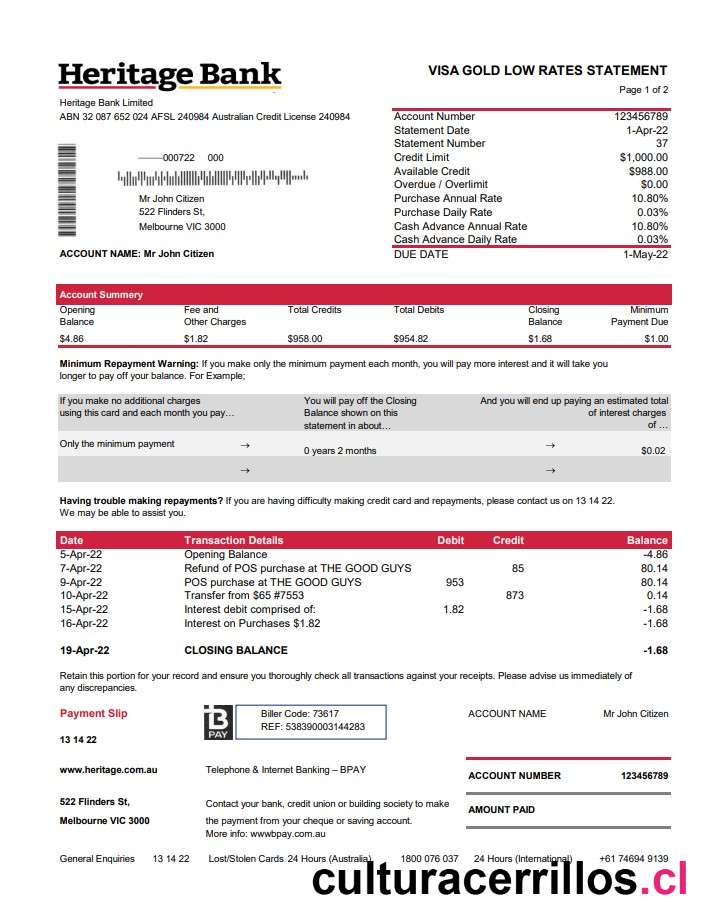 Heritage Bank
VISA GOLD LOW RATES STATEMENT
Page 1 of 2
Heritage Bank Limited
ABN 32 087 652 024 AFSL 240984 Australian Credit License 240984
Account Number 123456789
Statement Date 1-Apr-22
Statement Number 37
Credit Limit $1,000.00
Available Credit $988.00
Overdue / Overlimit $0.00
Purchase Annual Rate 10.80%
Purchase Daily Rate 0.03%
Cash Advance Annual Rate 10.80%
Cash Advance Daily Rate 0.03%
DUE DATE 1-May-22
000722 000
Mr John Citizen
522 Flinders St,
Melbourne VIC 3000
ACCOUNT NAME: Mr John Citizen
Account Summery
Opening Balance Fee and Other Charges Total Credits Total Debits Closing Balance Minimum Payment Due
$4.86 $1.82 $958.00 $954.82 $1.68 $1.00
Minimum Repayment Warning: If you make only the minimum payment each month, you will pay more interest and it will take you
longer to pay off your balance. For Example;
If you make no additional charges
using this card and each month you pay…
You will pay off the Closing
Balance shown on this
statement in about…
And you will end up paying an estimated total
of interest charges
of …
Only the minimum payment → 0 years 2 months → $0.02
→ →
Having trouble making repayments? If you are having difficulty making credit card and repayments, please contact us on 13 14 22.
We may be able to assist you.
Date Transaction Details Debit Credit Balance
5-Apr-22 Opening Balance -4.86
7-Apr-22 Refund of POS purchase at THE GOOD GUYS 85 80.14
9-Apr-22 POS purchase at THE GOOD GUYS 953 80.14
10-Apr-22 Transfer from $65 #7553 873 0.14
15-Apr-22 Interest debit comprised of: 1.82 -1.68
16-Apr-22 Interest on Purchases $1.82 -1.68
19-Apr-22 CLOSING BALANCE -1.68
Retain this portion for your record and ensure you thoroughly check all transactions against your receipts. Please advise us immediately of
any discrepancies.
Payment Slip
13 14 22
B
PAY
Biller Code: 73617
REF: 538390003144283
ACCOUNT NAME Mr John Citizen
www.heritage.com.au
Telephone & Internet Banking – BPAY
ACCOUNT NUMBER 123456789
522 Flinders St,
Melbourne VIC 3000
Contact your bank, credit union or building society to make
the payment from your cheque or saving account.
More info: wwwbpay.com.au
AMOUNT PAID
General Enquiries 13 14 22 Lost/Stolen Cards 24 Hours (Australia) 1800 076 037 24 Hours (International) +61 74694 9139
culturacerrillos.cl